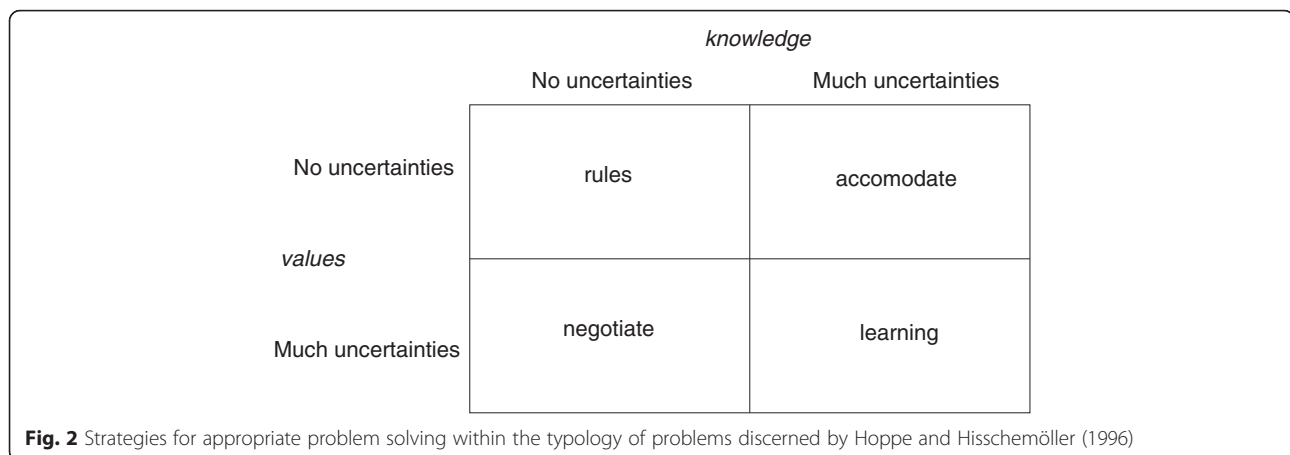 knowledge
No uncertainties Much uncertainties
No uncertainties rules accomodate
values
Much uncertainties negotiate learning
Fig. 2 Strategies for appropriate problem solving within the typology of problems discerned by Hoppe and Hisschemöller (1996)